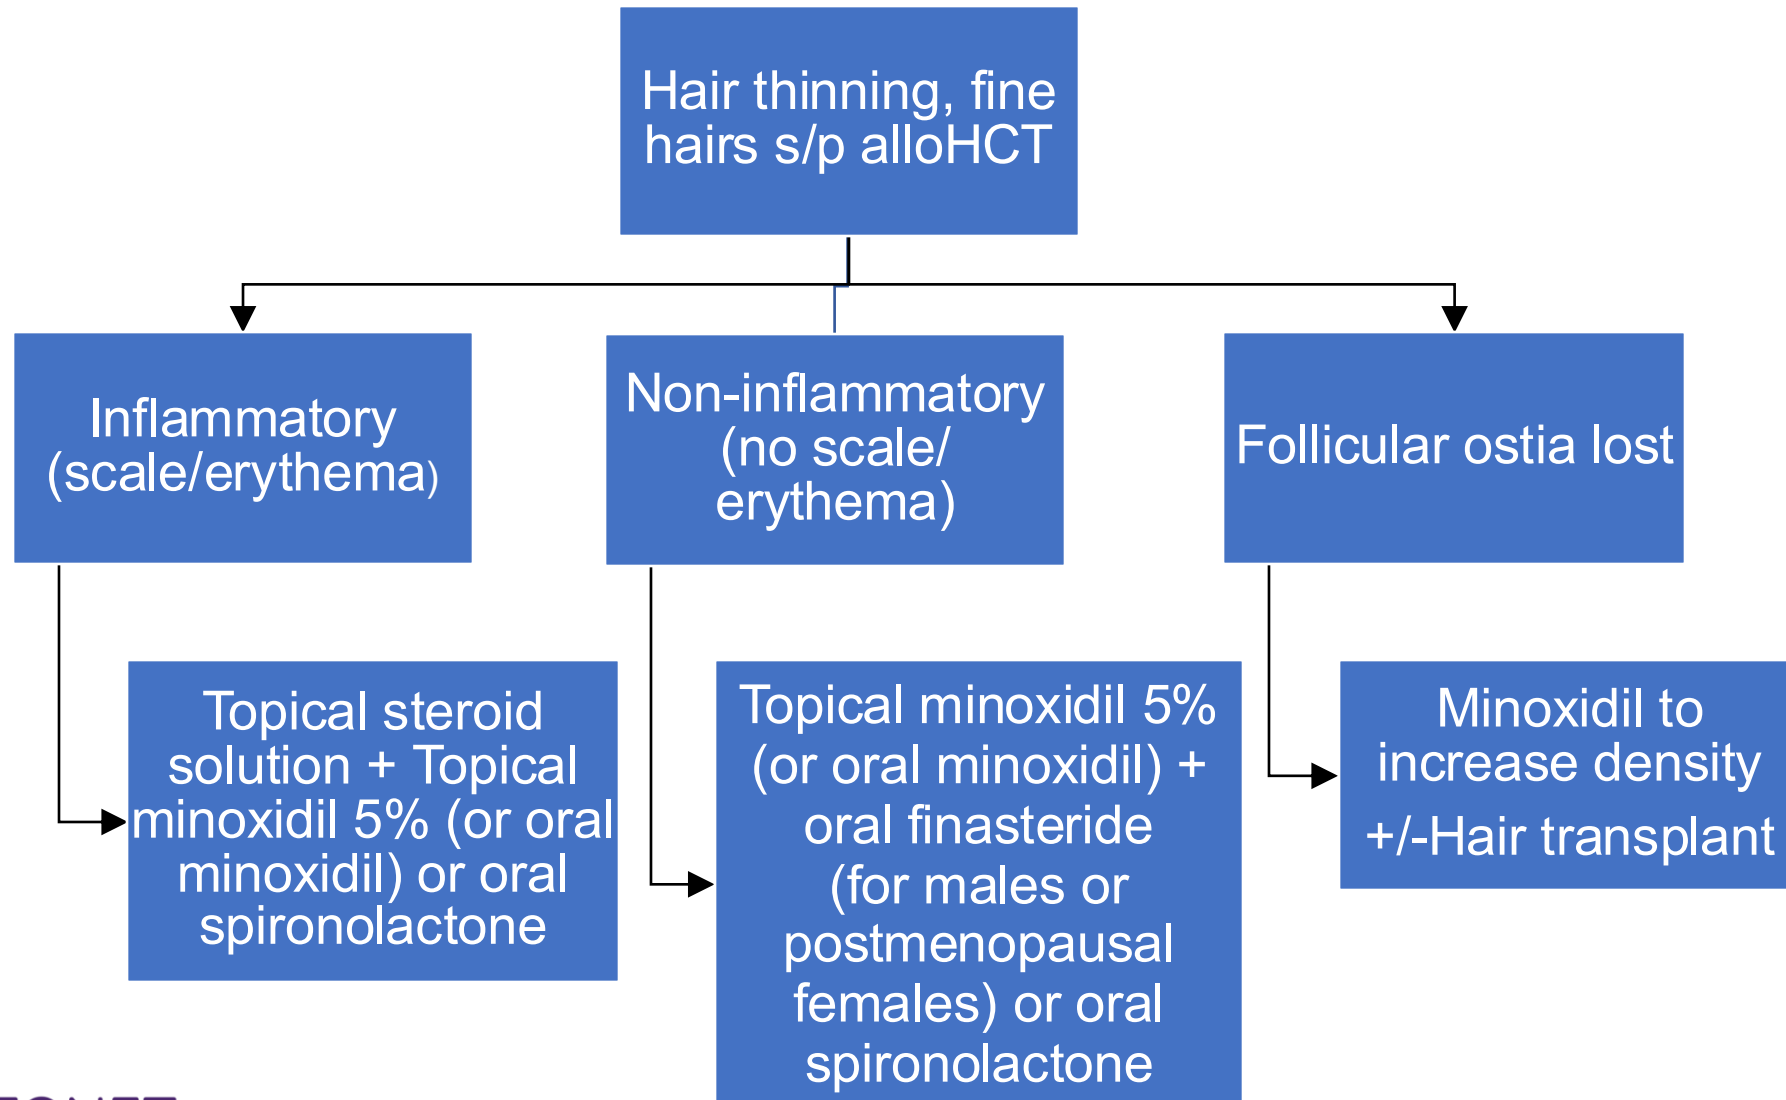 Hair thinning, fine
hairs s/p alloHCT
Inflammatory
(scale/erythema)
Non-inflammatory
(no scale/
erythema)
Follicular ostia lost
Topical steroid
solution + Topical
minoxidil 5% (or oral
minoxidil) or oral
spironolactone
Topical minoxidil 5%
(or oral minoxidil) +
oral finasteride
(for males or
postmenopausal
females) or oral
spironolactone
Minoxidil to
increase density
+/-Hair transplant